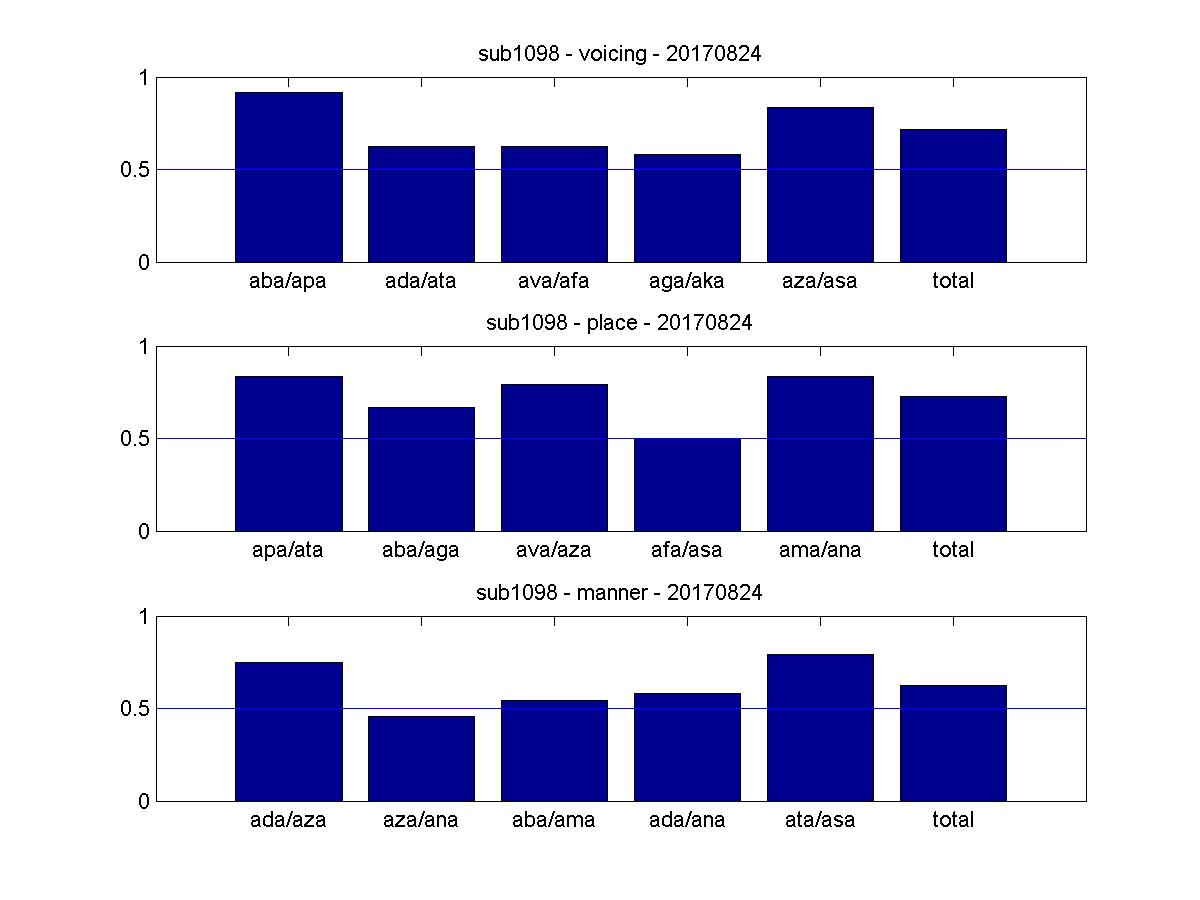 sub1098 - voicing - 20170824
1
0.5
0
aba/apa ada/ata ava/afa aga/aka aza/asa total
sub1098 - place - 20170824
1
0.5
0
apa/ata aba/aga ava/aza afa/asa ama/ana total
sub1098 - manner - 20170824
1
0.5
0
ada/aza aza/ana aba/ama ada/ana ata/asa total